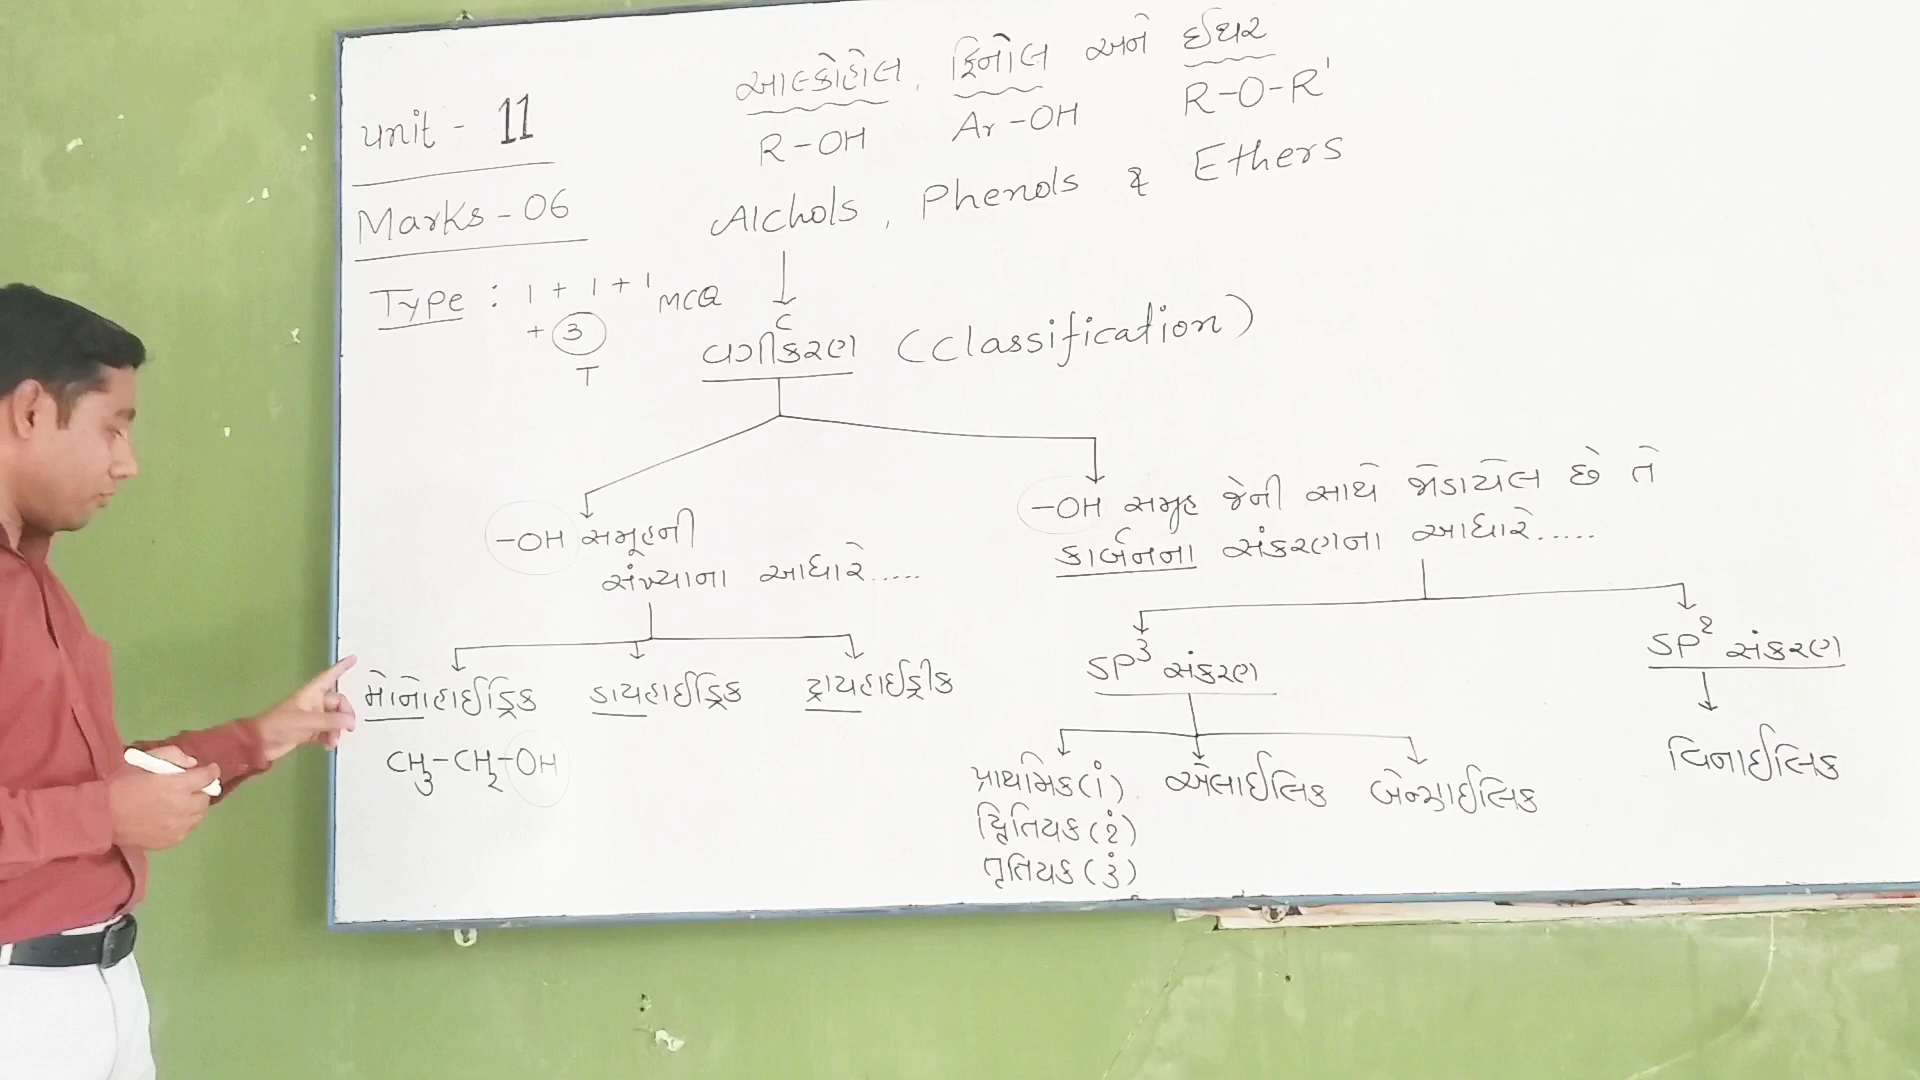 unit - 11
Marks - 06
Type : 1 + 1 + 1 MCQ
+ 3
T
આલ્કોહોલ, ફિનોલ અને ઈથર
R-OH Ar-OH R-O-R'
Alchols, Phenols & Ethers
વર્ગીકરણ (Classification)
-OH સમૂહની
સંખ્યાના આધારે.....
મોનોહાઈડ્રિક ડાયહાઈડ્રિક ટ્રાયહાઈડ્રીક
CH3-CH2-OH
-OH સમૂહ જેની સાથે જોડાયેલ છે તે
કાર્બનના સંકરણના આધારે.....
SP3 સંકરણ SP2 સંકરણ
પ્રાથમિક (1°) એલાઈલિક બેન્ઝાઈલિક વિનાઈલિક
દ્વિતિયક (2°)
તૃતિયક (3°)